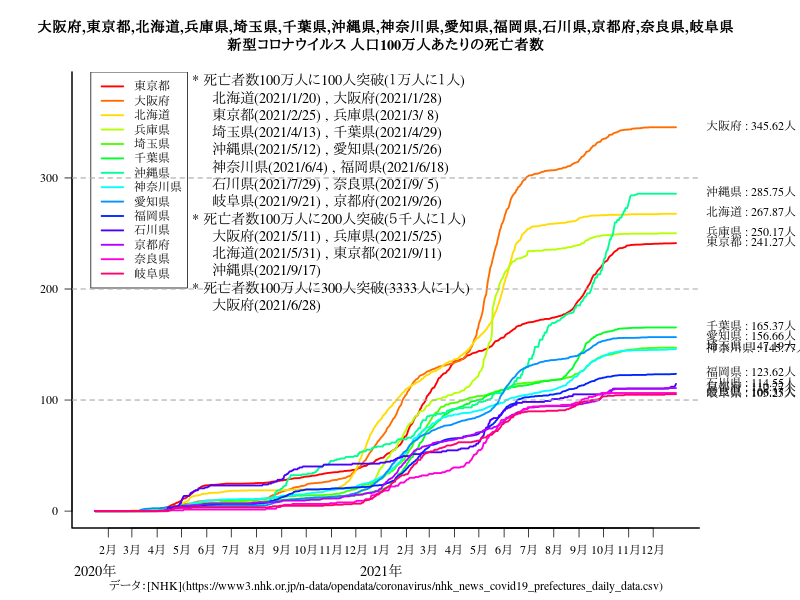 大阪府,東京都,北海道,兵庫県,埼玉県,千葉県,沖縄県,神奈川県,愛知県,福岡県,石川県,京都府,奈良県,岐阜県
新型コロナウイルス 人口100万人あたりの死亡者数
東京都
大阪府
北海道
兵庫県
埼玉県
千葉県
沖縄県
神奈川県
愛知県
福岡県
石川県
京都府
奈良県
岐阜県
* 死亡者数100万人に100人突破(1万人に1人)
北海道(2021/1/20) , 大阪府(2021/1/28)
東京都(2021/2/25) , 兵庫県(2021/3/ 8)
埼玉県(2021/4/13) , 千葉県(2021/4/29)
沖縄県(2021/5/12) , 愛知県(2021/5/26)
神奈川県(2021/6/4) , 福岡県(2021/6/18)
石川県(2021/7/29) , 奈良県(2021/9/ 5)
岐阜県(2021/9/21) , 京都府(2021/9/26)
* 死亡者数100万人に200人突破(5千人に1人)
大阪府(2021/5/11) , 兵庫県(2021/5/25)
北海道(2021/5/31) , 東京都(2021/9/11)
沖縄県(2021/9/17)
* 死亡者数100万人に300人突破(3333人に1人)
大阪府(2021/6/28)
300
200
100
0
大阪府 : 345.62人
沖縄県 : 285.75人
北海道 : 267.87人
兵庫県 : 250.17人
東京都 : 241.27人
千葉県 : 165.37人
愛知県 : 156.66人
福岡県 : 123.62人
2月 3月 4月 5月 6月 7月 8月 9月 10月 11月 12月 1月 2月 3月 4月 5月 6月 7月 8月 9月 10月 11月 12月
2020年 2021年
データ：[NHK](https://www3.nhk.or.jp/n-data/opendata/coronavirus/nhk_news_covid19_prefectures_daily_data.csv)